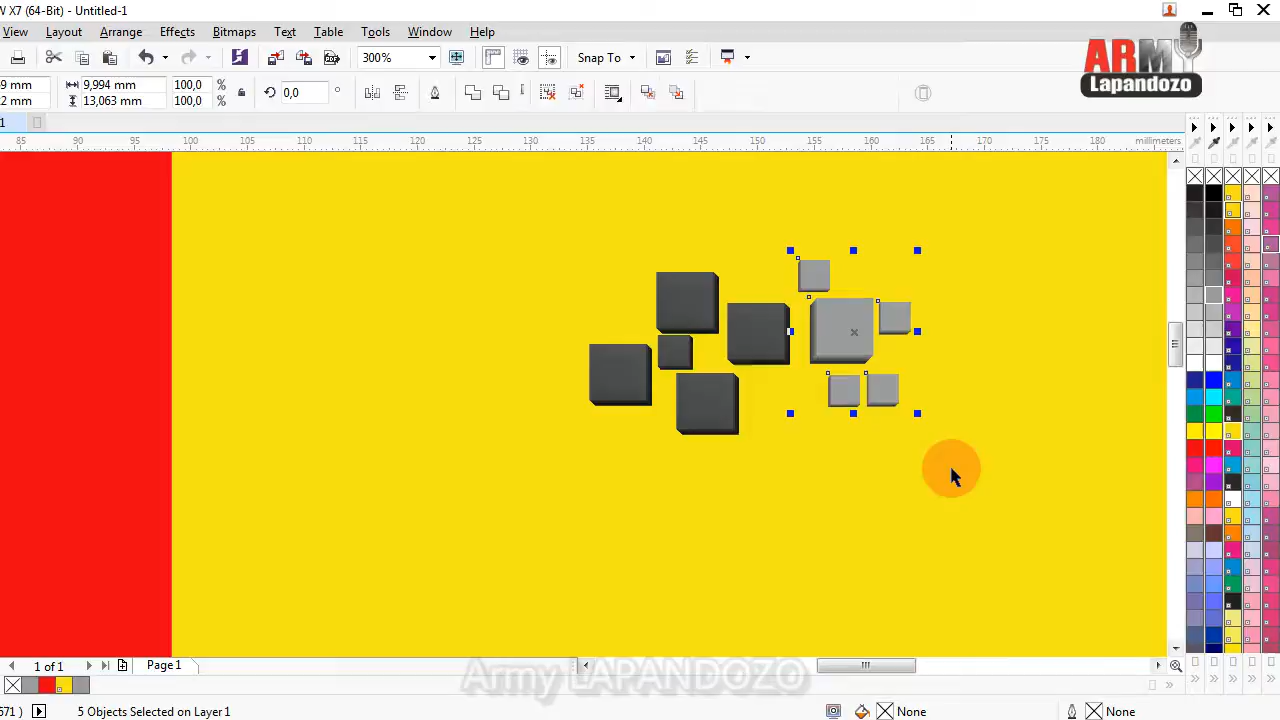 W X7 (64-Bit) - Untitled-1
View Layout Arrange Effects Bitmaps Text Table Tools Window Help
ARMY
Lapandozo
300% Snap To
9 mm 9,994 mm 100,0 % 0,0 °
2 mm 13,063 mm 100,0 %
1
85 90 95 100 105 110 115 120 125 130 135 140 145 150 155 160 165 170 175 180 millimeters
1 of 1 Page 1
Army LAPANDOZO
571 ) 5 Objects Selected on Layer 1 None None